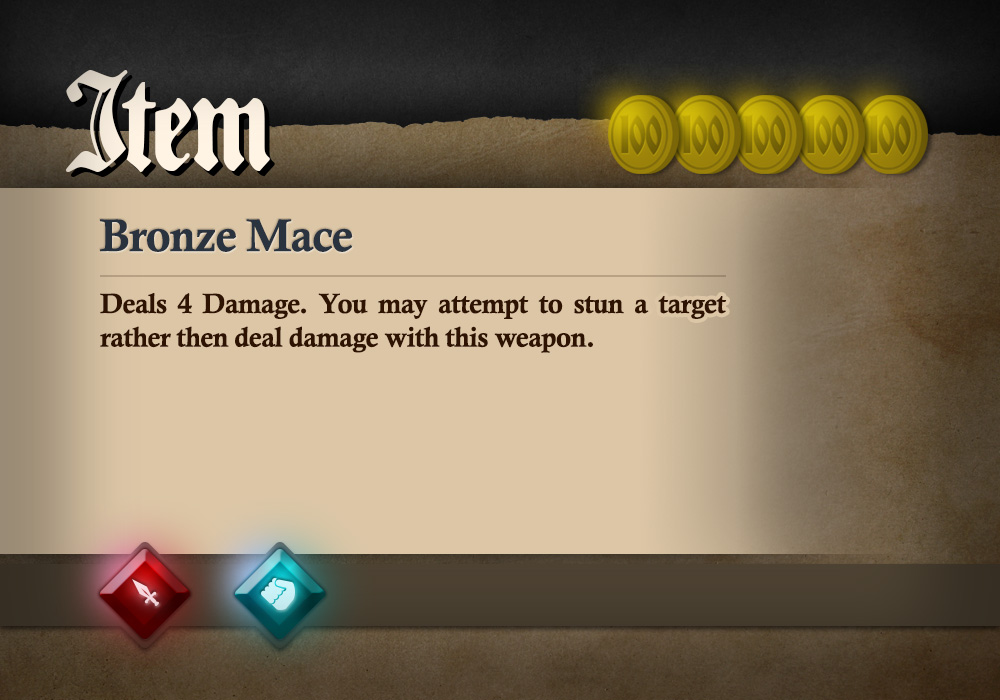 Item
100 100 100 100 100
Bronze Mace
Deals 4 Damage. You may attempt to stun a target
rather then deal damage with this weapon.